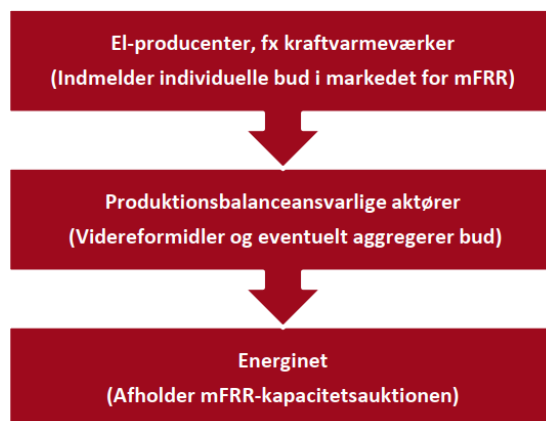 El-producenter, fx kraftvarmeværker
(Indmelder individuelle bud i markedet for mFRR)
Produktionsbalanceansvarlige aktører
(Videreformidler og eventuelt aggregerer bud)
Energinet
(Afholder mFRR-kapacitetsauktionen)